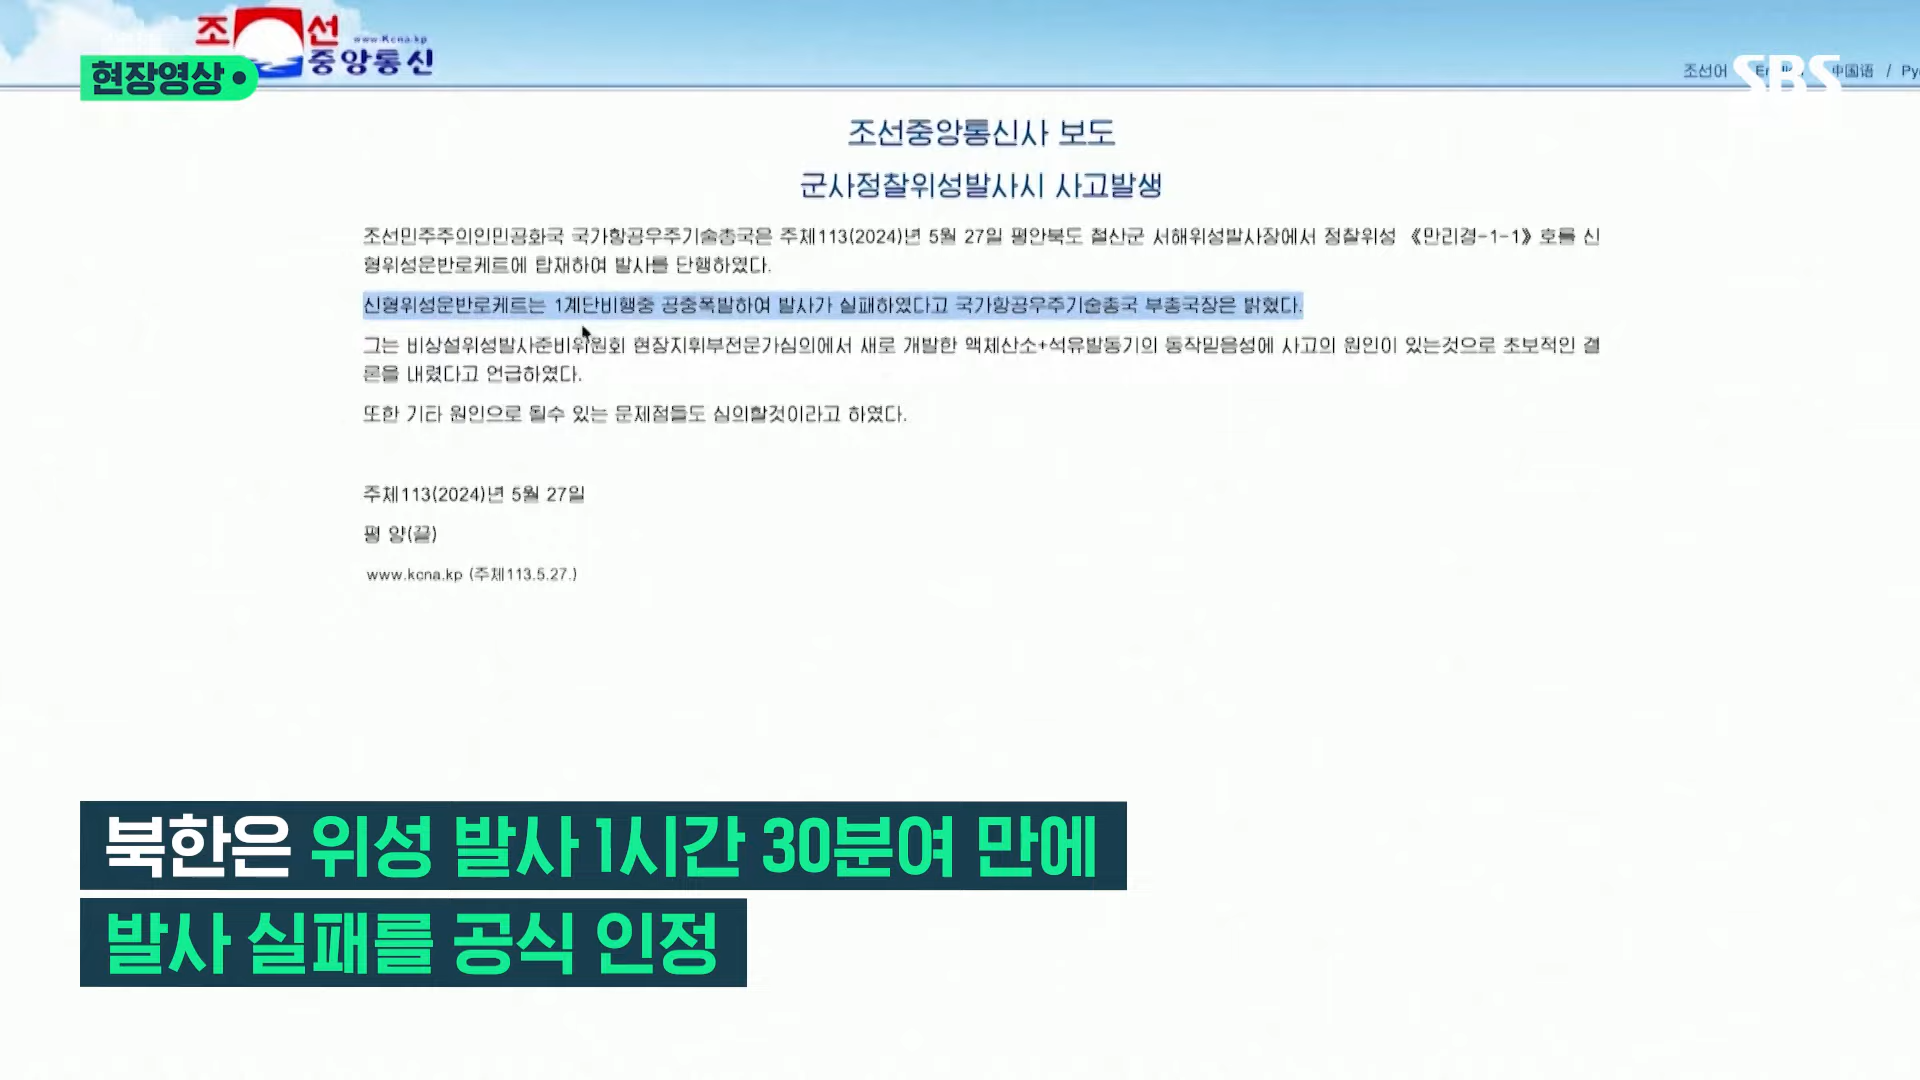 조선
www.Kcna.kp
중앙통신
현장영상
조선어
SBS
中国语 /
조선중앙통신사 보도
군사정찰위성발사시 사고발생
조선민주주의인민공화국 국가항공우주기술총국은 주체113(2024)년 5월 27일 평안북도 철산군 서해위성발사장에서 정찰위성 《만리경-1-1》호를 신
형위성운반로케트에 탑재하여 발사를 단행하였다.
신형위성운반로케트는 1계단비행중 공중폭발하여 발사가 실패하였다고 국가항공우주기술총국 부총국장은 밝혔다.
그는 비상설위성발사준비위원회 현장지휘부전문가심의에서 새로 개발한 액체산소+석유발동기의 동작믿음성에 사고의 원인이 있는것으로 초보적인 결
론을 내렸다고 언급하였다.
또한 기타 원인으로 될수 있는 문제점들도 심의할것이라고 하였다.
주체113(2024)년 5월 27일
평 양(끝)
www.kcna.kp (주체113.5.27.)
북한은 위성 발사 1시간 30분여 만에
발사 실패를 공식 인정